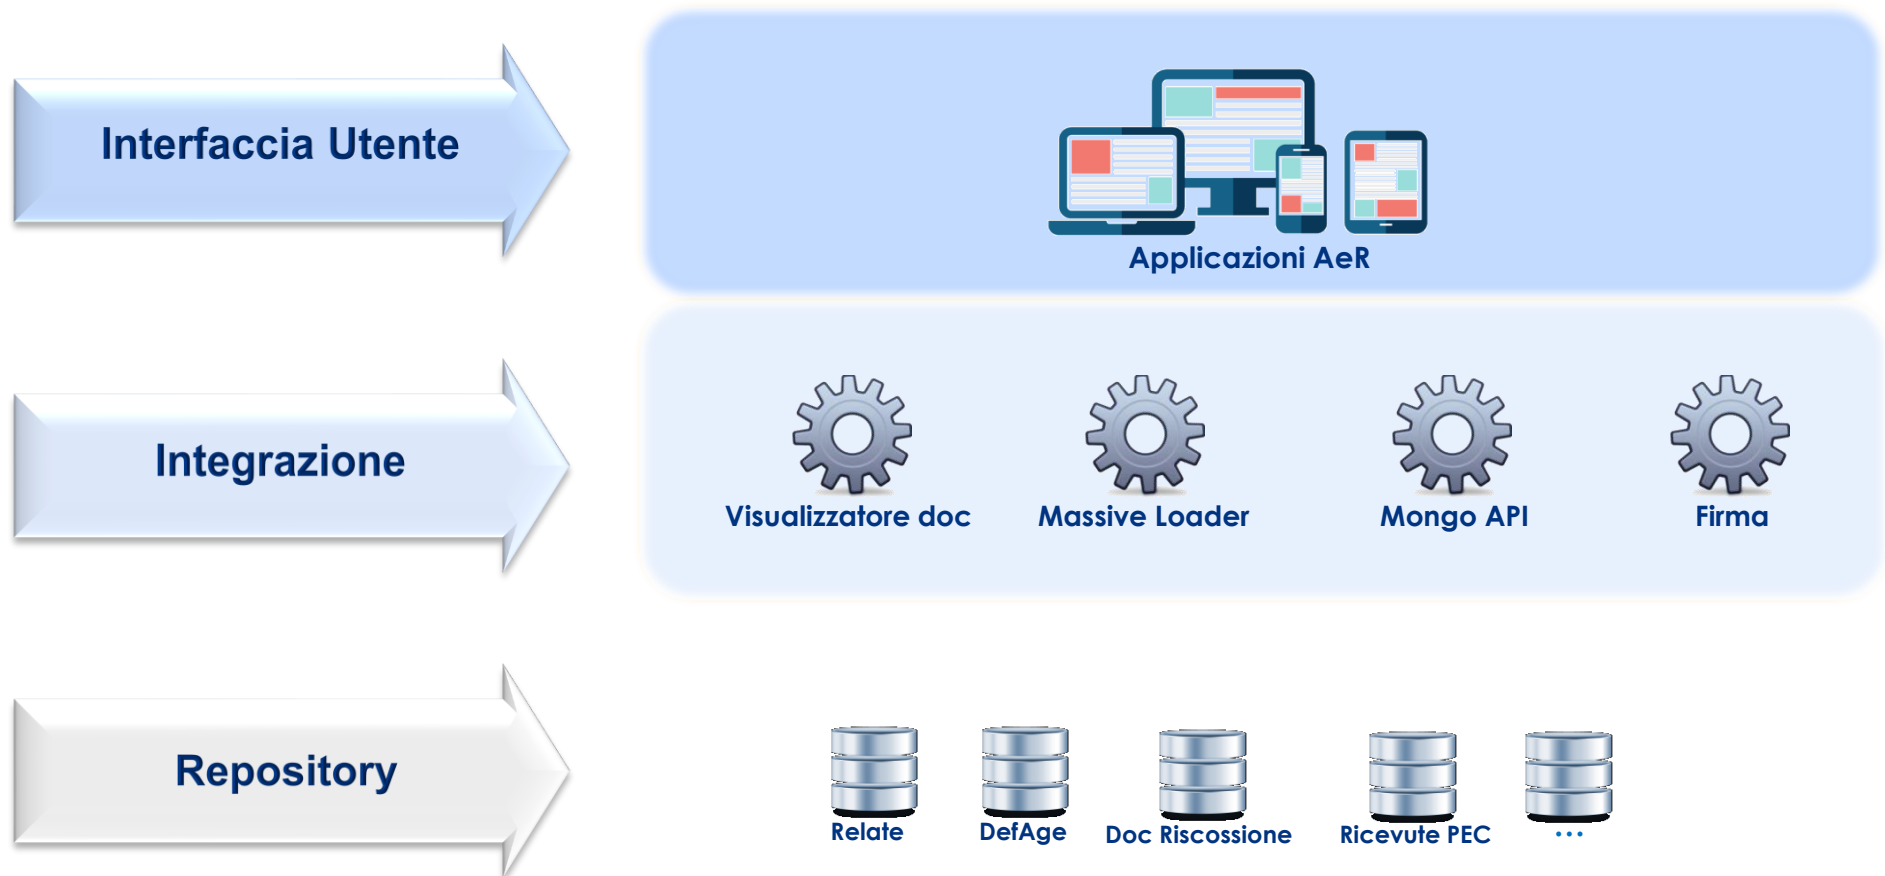 Interfaccia Utente
Applicazioni AeR
Integrazione
Visualizzatore doc
Massive Loader
Mongo API
Firma
Repository
Relate
DefAge
Doc Riscossione
Ricevute PEC
...